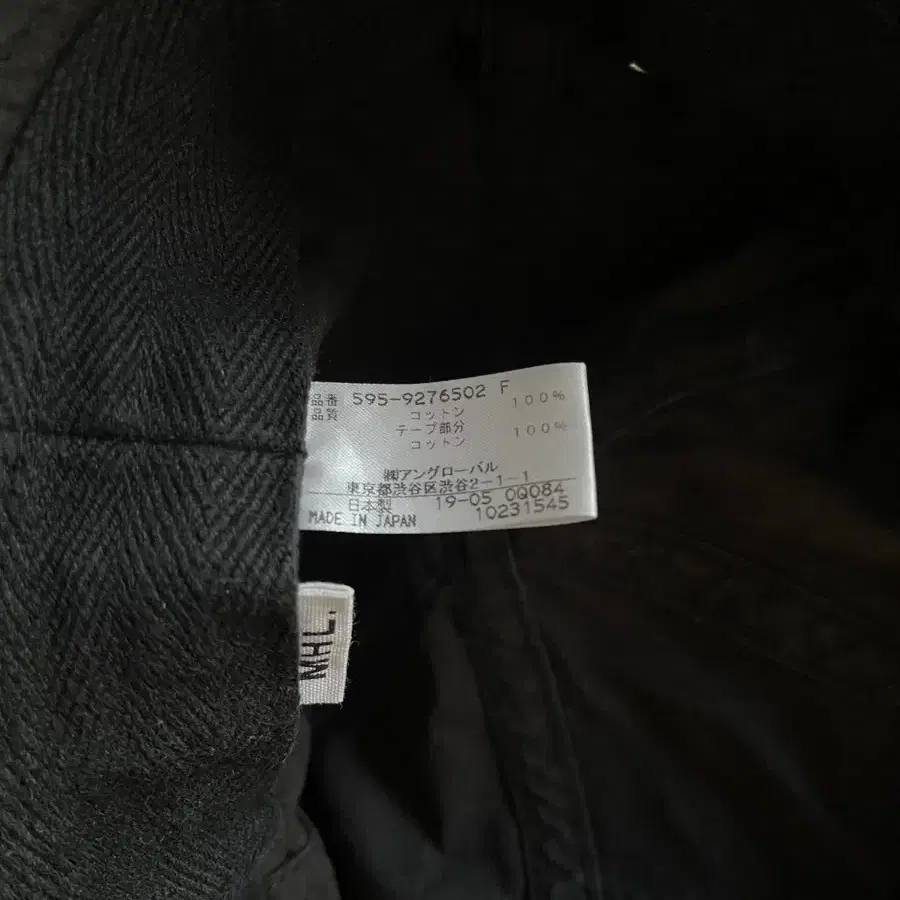 品番 595-9276502 F
品質 コットン 100%
テープ部分
コットン 100%
㈱アングローバル
東京都渋谷区渋谷2-1-1
日本製 19-05 0Q084
MADE IN JAPAN 10231545
MHL.